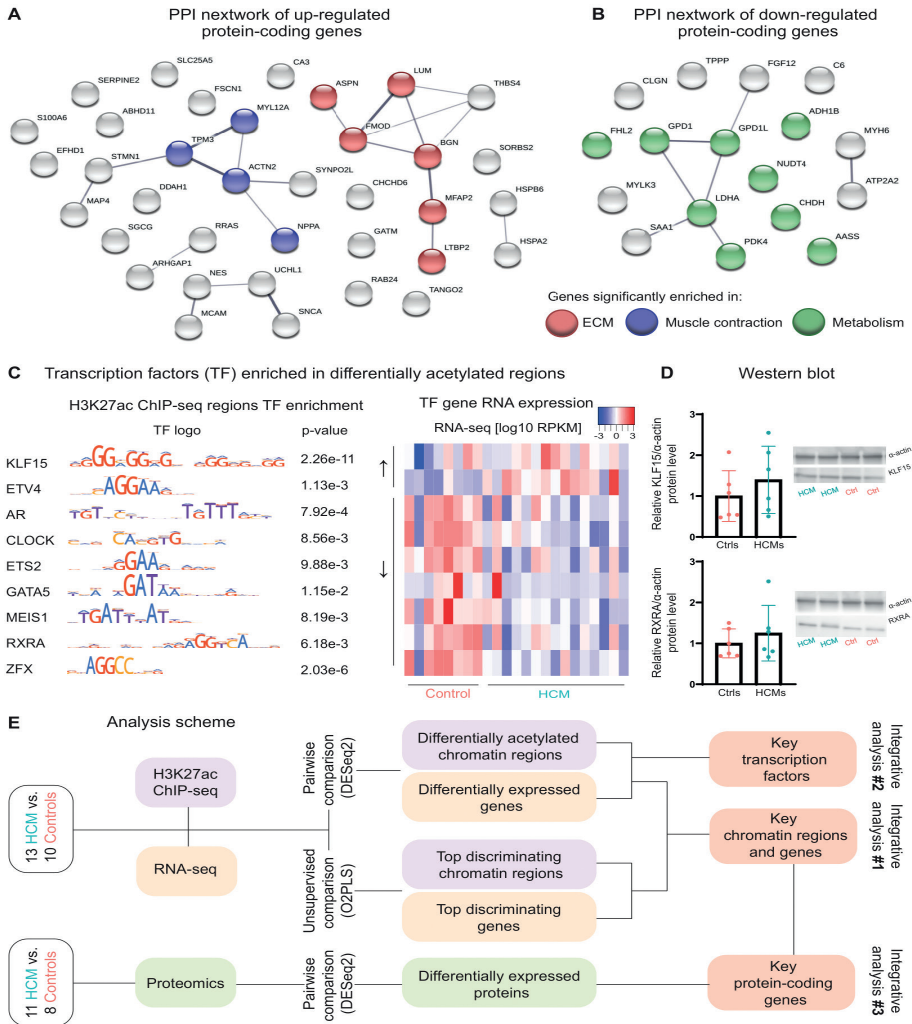 A
PPI nextwork of up-regulated
protein-coding genes
SLC25A5
CA3
SERPINE2
FSCN1
ASPN
LUM
THBS4
ABHD11
MYL12A
S100A6
TPM3
FMOD
BGN
EFHD1
STMN1
ACTN2
SYNPO2L
SORBS2
MAP4
DDAH1
CHCHD6
MFAP2
HSPB6
SGCG
RRAS
NPPA
GATM
LTBP2
HSPA2
ARHGAP1
NES
UCHL1
RAB24
TANGO2
MCAM
SNCA
B
PPI nextwork of down-regulated
protein-coding genes
TPPP
FGF12
C6
CLGN
ADH1B
FHL2
GPD1
GPD1L
MYH6
NUDT4
MYLK3
LDHA
ATP2A2
CHDH
SAA1
PDK4
AASS
Genes significantly enriched in:
ECM
Muscle contraction
Metabolism
C
Transcription factors (TF) enriched in differentially acetylated regions
H3K27ac ChIP-seq regions TF enrichment
TF logo
p-value
KLF15
2.26e-11
ETV4
1.13e-3
AR
7.92e-4
CLOCK
8.56e-3
ETS2
9.88e-3
GATA5
1.15e-2
MEIS1
8.19e-3
RXRA
6.18e-3
ZFX
2.03e-6
TF gene RNA expression
RNA-seq [log10 RPKM]
-3 0 3
↑
↓
Control
HCM
D
Western blot
Relative KLF15/α-actin
protein level
3
2
1
0
Ctrls
HCMs
α-actin
KLF15
HCM
HCM
Ctrl
Ctrl
Relative RXRA/α-actin
protein level
3
2
1
0
Ctrls
HCMs
α-actin
RXRA
HCM
HCM
Ctrl
Ctrl
E
Analysis scheme
13 HCM vs.
10 Controls
H3K27ac
ChIP-seq
RNA-seq
Pairwise
comparison
(DESeq2)
Unsupervised
comparison
(O2PLS)
Differentially acetylated
chromatin regions
Differentially expressed
genes
Top discriminating
chromatin regions
Top discriminating
genes
Key
transcription
factors
Integrative
analysis #2
Key
chromatin regions
and genes
Integrative
analysis #1
11 HCM vs.
8 Controls
Proteomics
Pairwise
comparison
(DESeq2)
Differentially expressed
proteins
Key
protein-coding
genes
Integrative
analysis #3